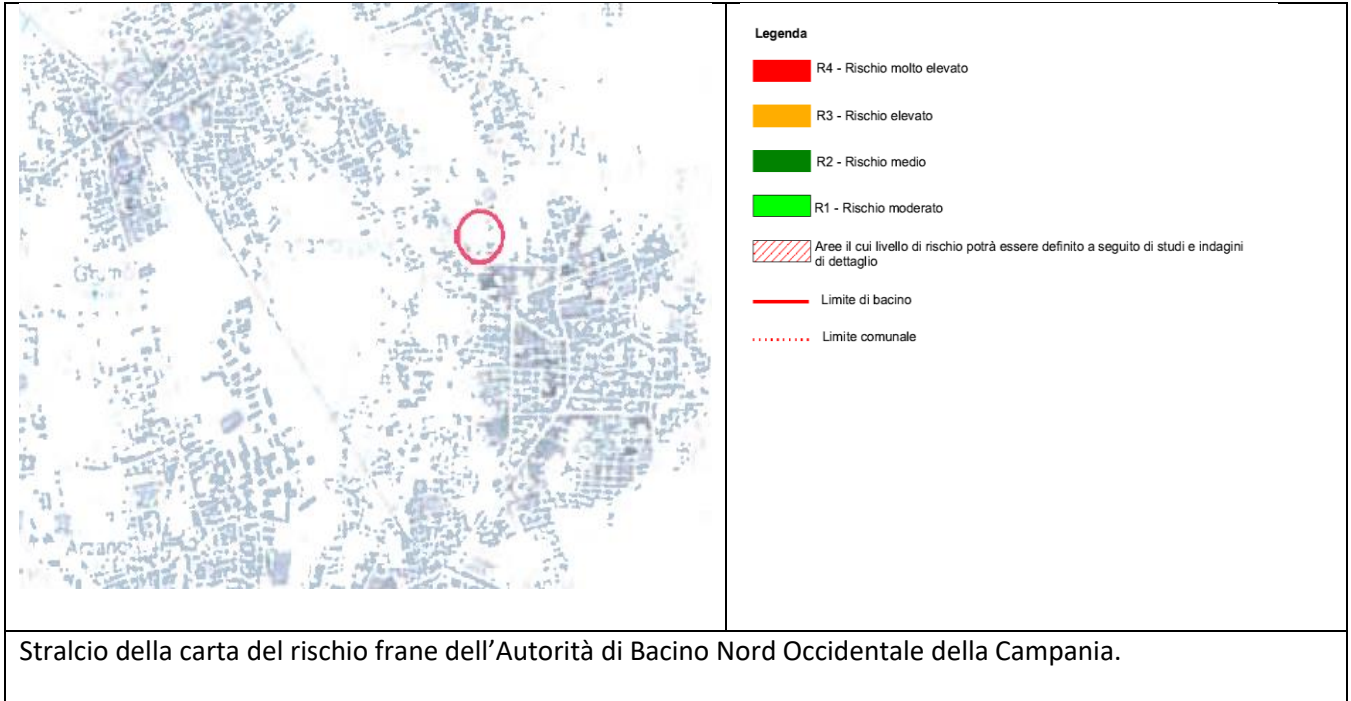 Grum
Arzano
Legenda
R4 - Rischio molto elevato
R3 - Rischio elevato
R2 - Rischio medio
R1 - Rischio moderato
Aree il cui livello di rischio potrà essere definito a seguito di studi e indagini
di dettaglio
Limite di bacino
Limite comunale
Stralcio della carta del rischio frane dell’Autorità di Bacino Nord Occidentale della Campania.